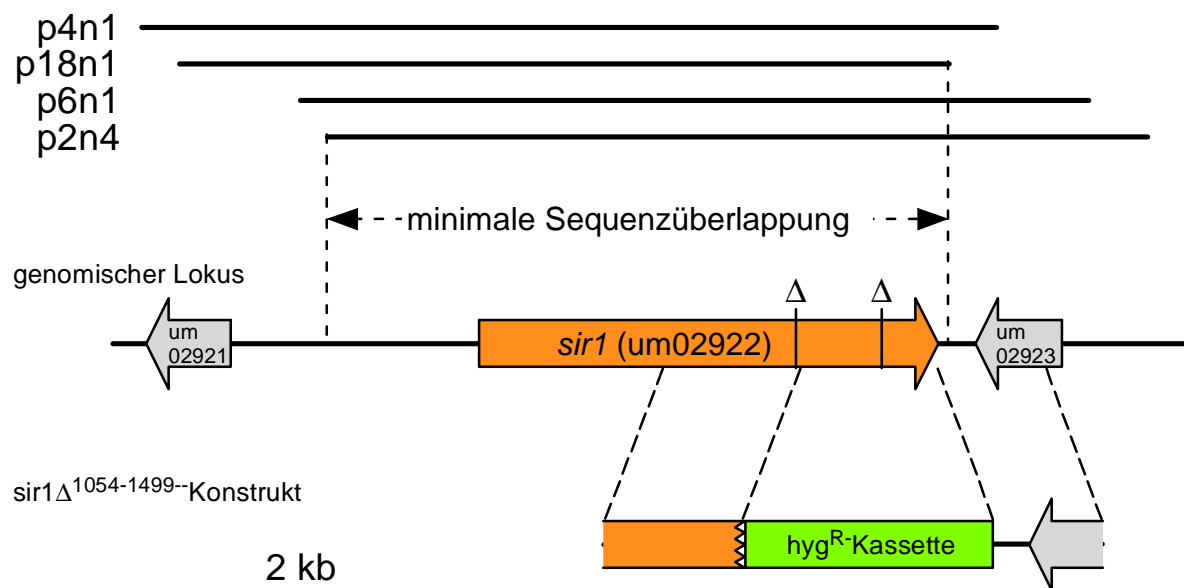 p4n1
p18n1
p6n1
p2n4
minimale Sequenzüberlappung
genomischer Lokus
Δ Δ
um
02921
sir1 (um02922)
um
02923
sir1Δ1054-1499--Konstrukt
hygR-Kassette
2 kb